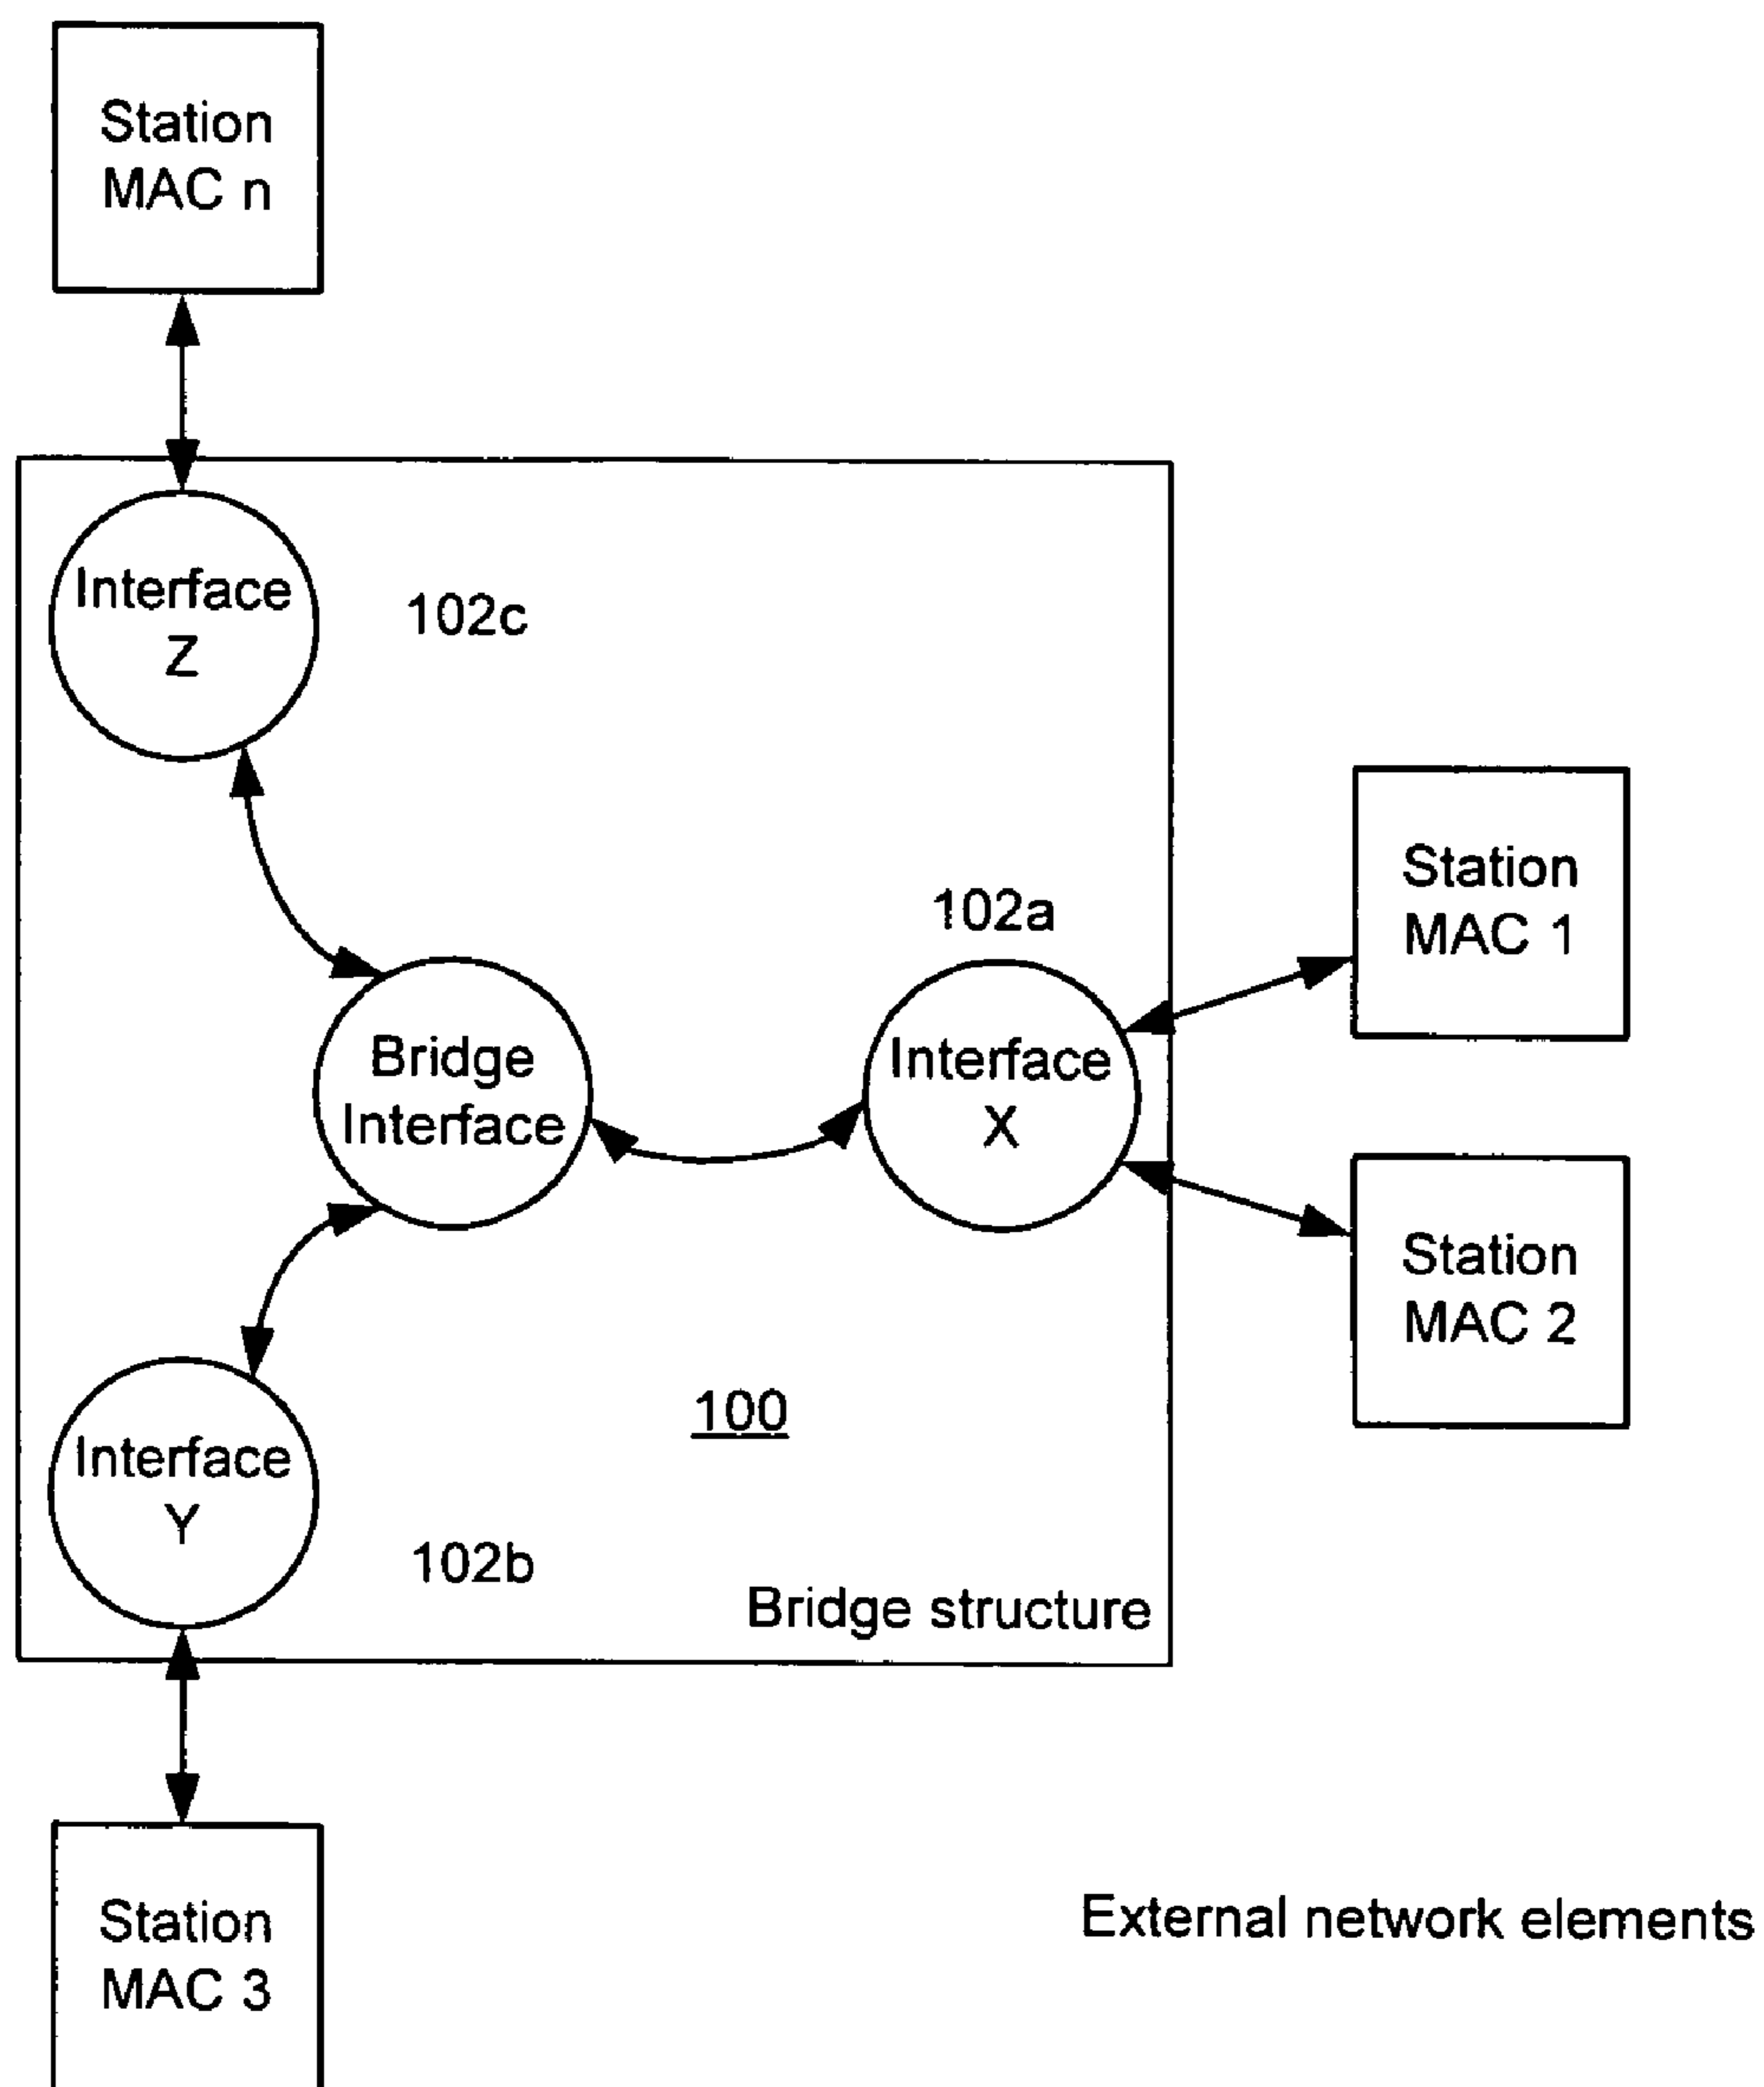 Station
MAC n
Interface
Z
102c
102a
Station
MAC 1
Bridge
Interface
Interface
X
Station
MAC 2
100
Interface
Y
102b
Bridge structure
Station
MAC 3
External network elements